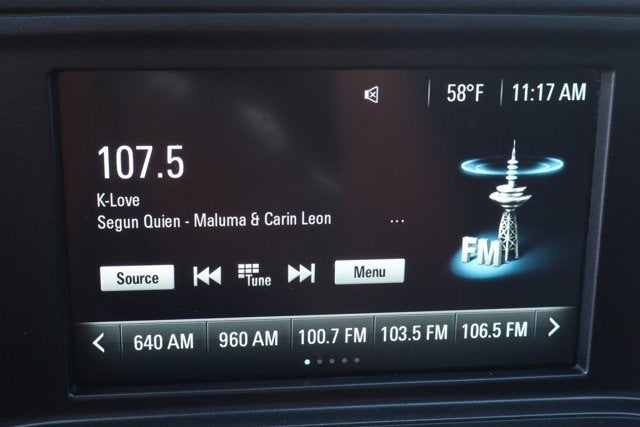 58°F 11:17 AM
107.5
K-Love
Segun Quien - Maluma & Carin Leon ...
FM
Source Tune Menu
640 AM 960 AM 100.7 FM 103.5 FM 106.5 FM